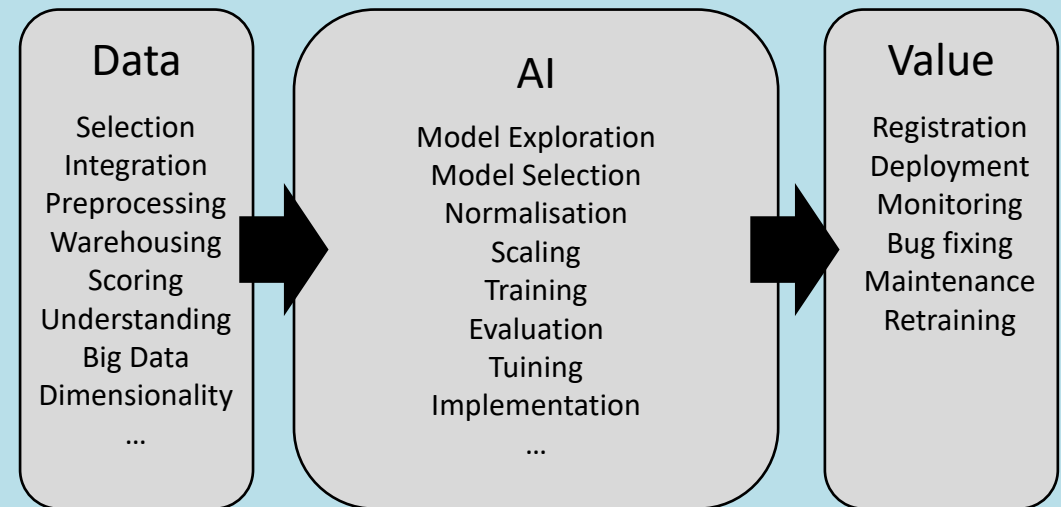 Data
Selection
Integration
Preprocessing
Warehousing
Scoring
Understanding
Big Data
Dimensionality
...
AI
Model Exploration
Model Selection
Normalisation
Scaling
Training
Evaluation
Tuining
Implementation
...
Value
Registration
Deployment
Monitoring
Bug fixing
Maintenance
Retraining